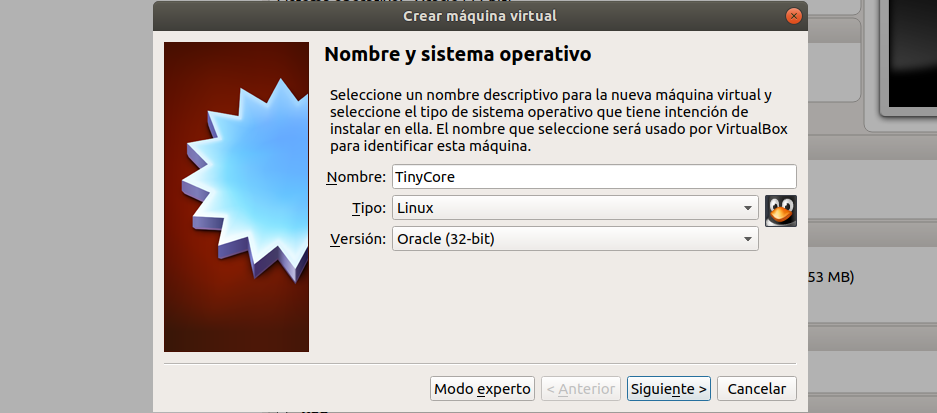 Crear máquina virtual
Nombre y sistema operativo
Seleccione un nombre descriptivo para la nueva máquina virtual y
seleccione el tipo de sistema operativo que tiene intención de
instalar en ella. El nombre que seleccione será usado por VirtualBox
para identificar esta máquina.
Nombre: TinyCore
Tipo: Linux
Versión: Oracle (32-bit)
53 MB)
Modo experto < Anterior Siguiente > Cancelar